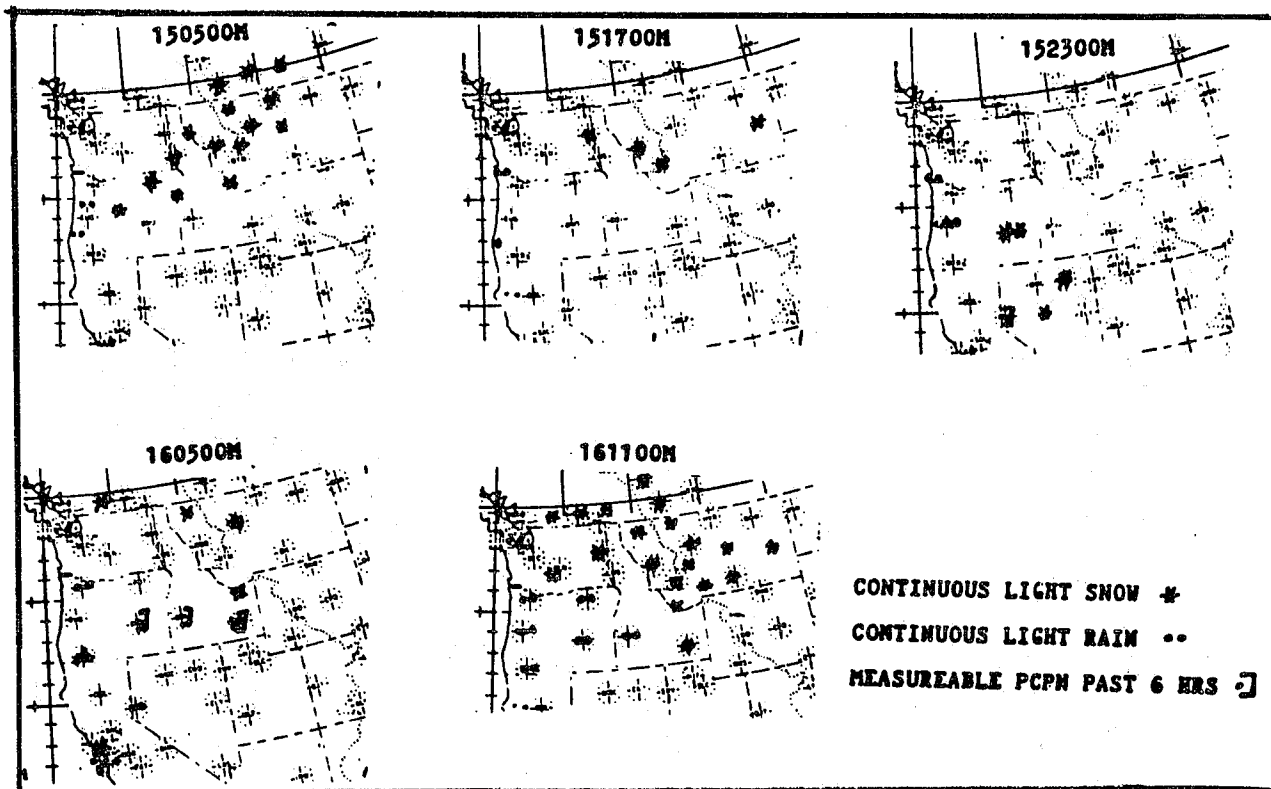 150500M
151700M
152300M
160500M
161100M
CONTINUOUS LIGHT SNOW
CONTINUOUS LIGHT RAIN
MEASUREABLE PCPN PAST 6 HRS